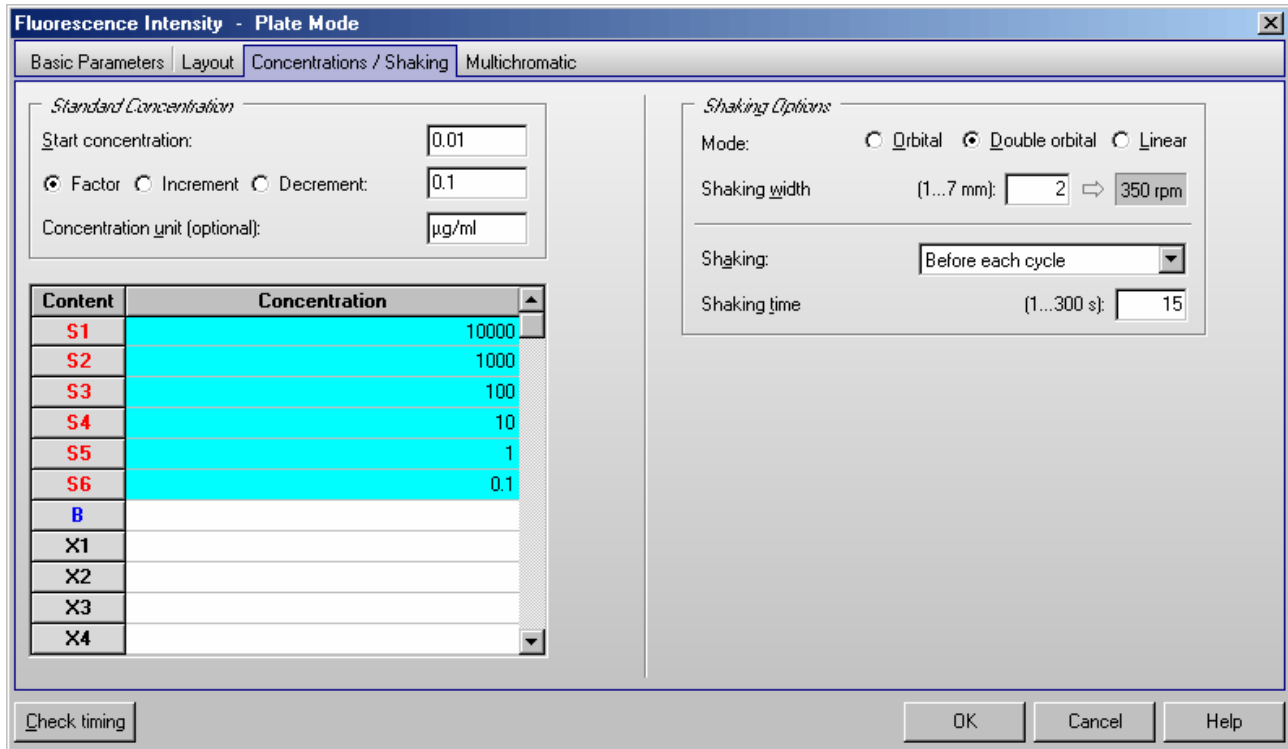 Fluorescence Intensity - Plate Mode
Basic Parameters Layout Concentrations / Shaking Multichromatic
Standard Concentration
Start concentration: 0.01
Factor Increment Decrement: 0.1
Concentration unit (optional): µg/ml
Content Concentration
S1 10000
S2 1000
S3 100
S4 10
S5 1
S6 0.1
B
X1
X2
X3
X4
Shaking Options
Mode: Orbital Double orbital Linear
Shaking width (1...7 mm): 2 ⇨ 350 rpm
Shaking: Before each cycle
Shaking time (1...300 s): 15
Check timing OK Cancel Help